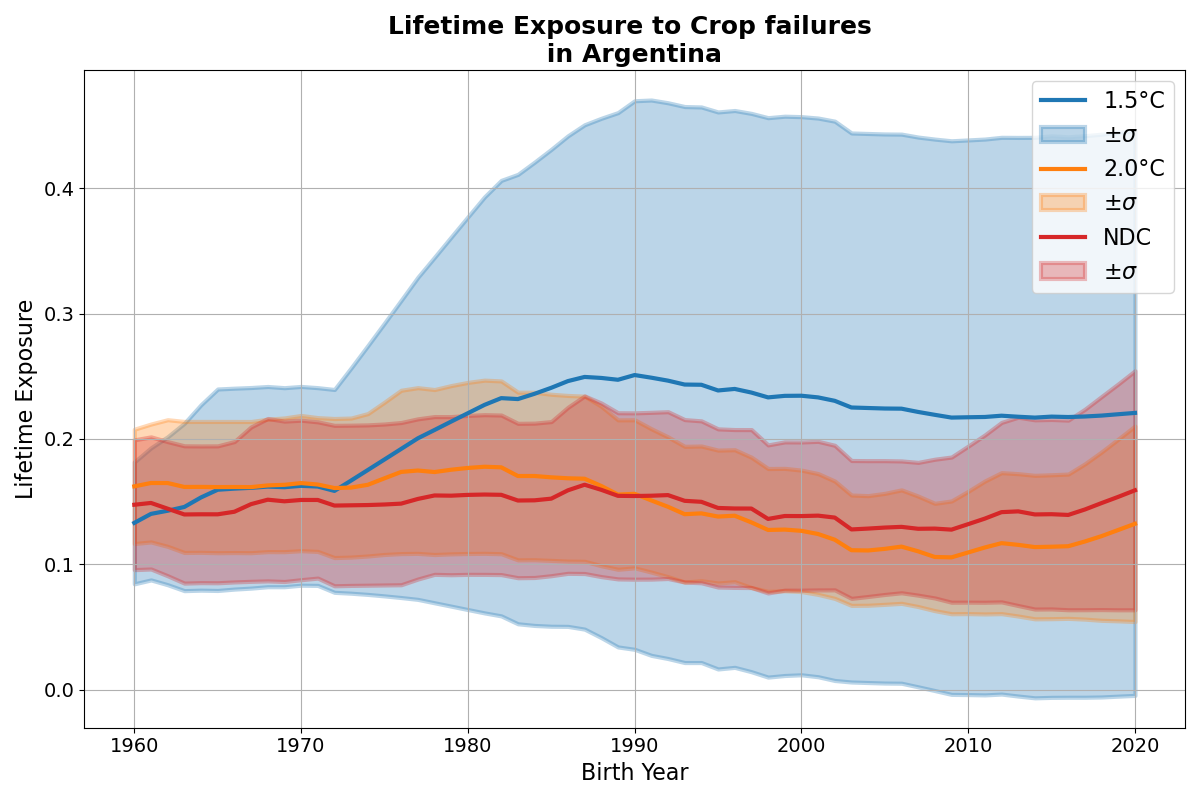 Lifetime Exposure to Crop failures
in Argentina
1.5°C
±σ
2.0°C
±σ
NDC
±σ
Lifetime Exposure
0.4
0.3
0.2
0.1
0.0
1960 1970 1980 1990 2000 2010 2020
Birth Year